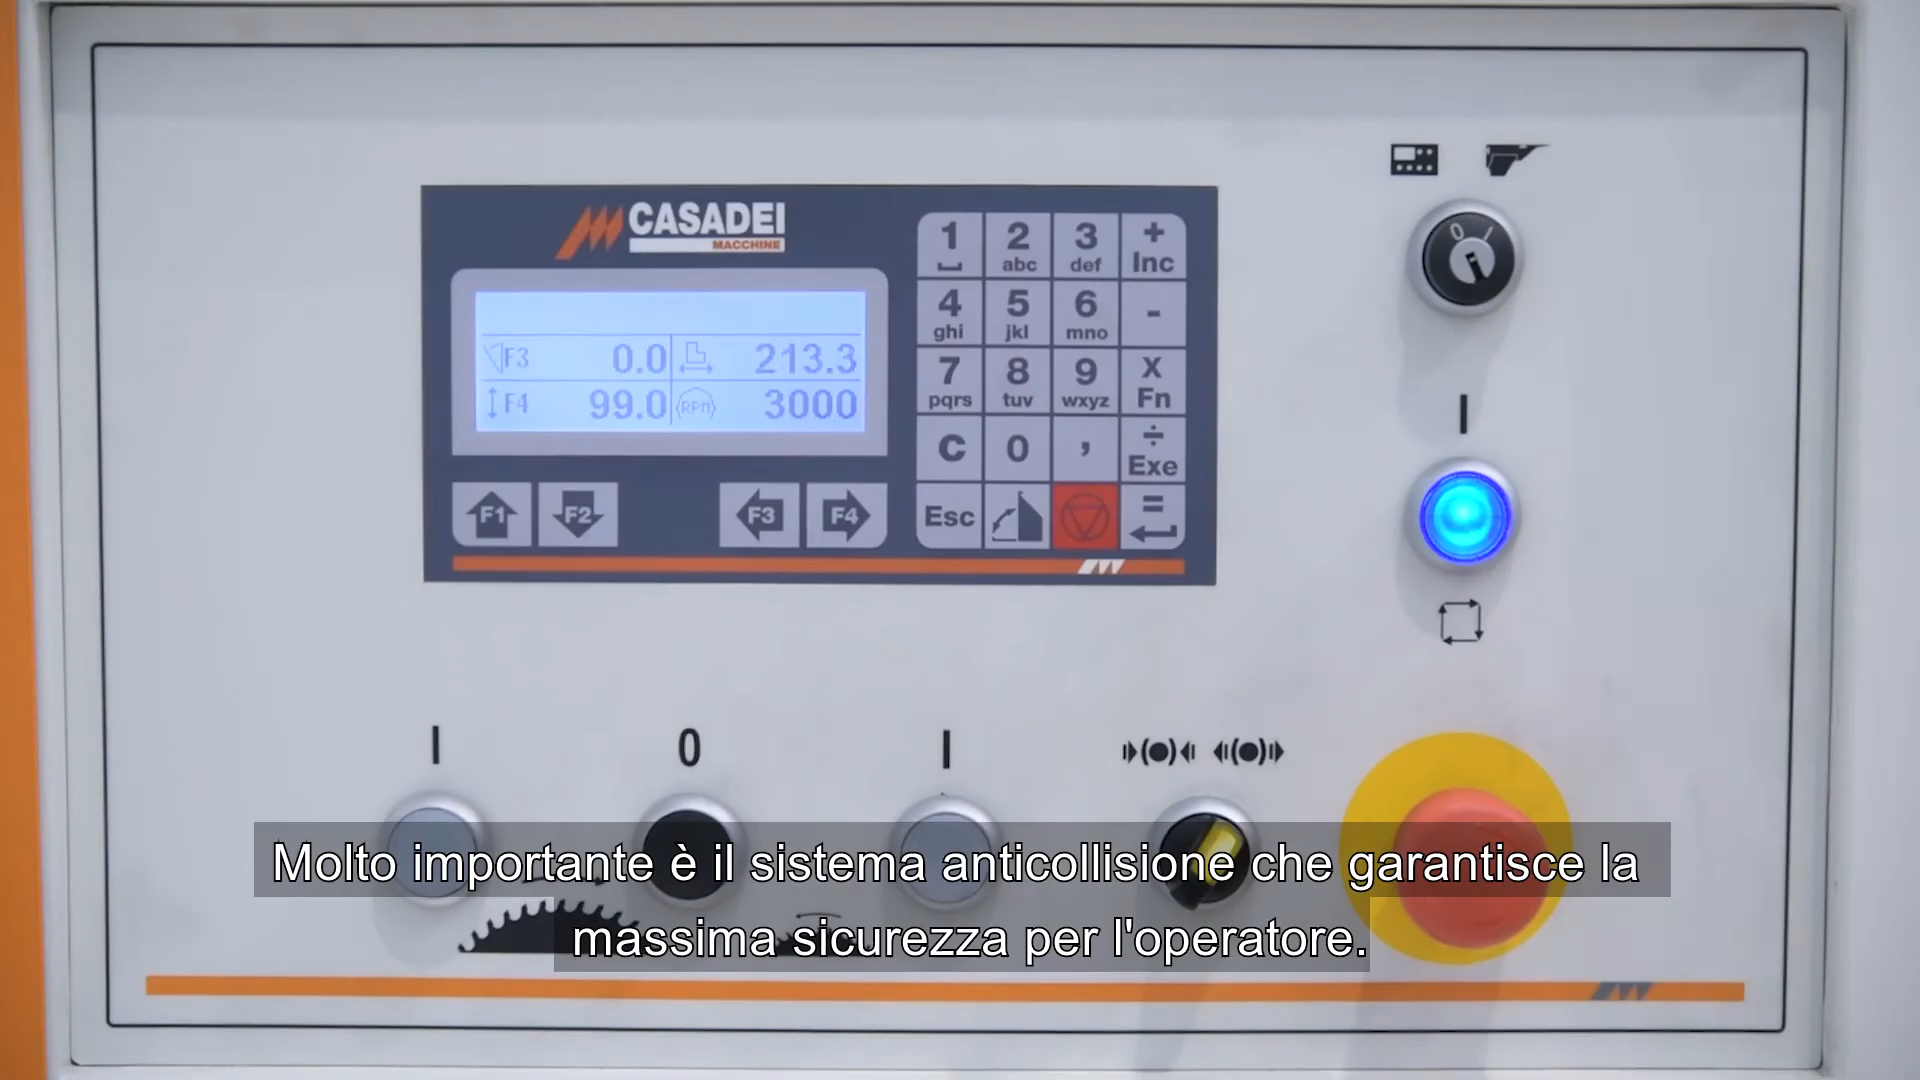 CASADEI
MACCHINE
F3 0.0 213.3
F4 99.0 RPM 3000
F1 F2 F3 F4
1 2 abc 3 def + Inc
4 ghi 5 jkl 6 mno -
7 pqrs 8 tuv 9 wxyz X Fn
C 0 , ÷ Exe
Esc =
0 I
I
I 0 I
Molto importante è il sistema anticollisione che garantisce la
massima sicurezza per l'operatore.